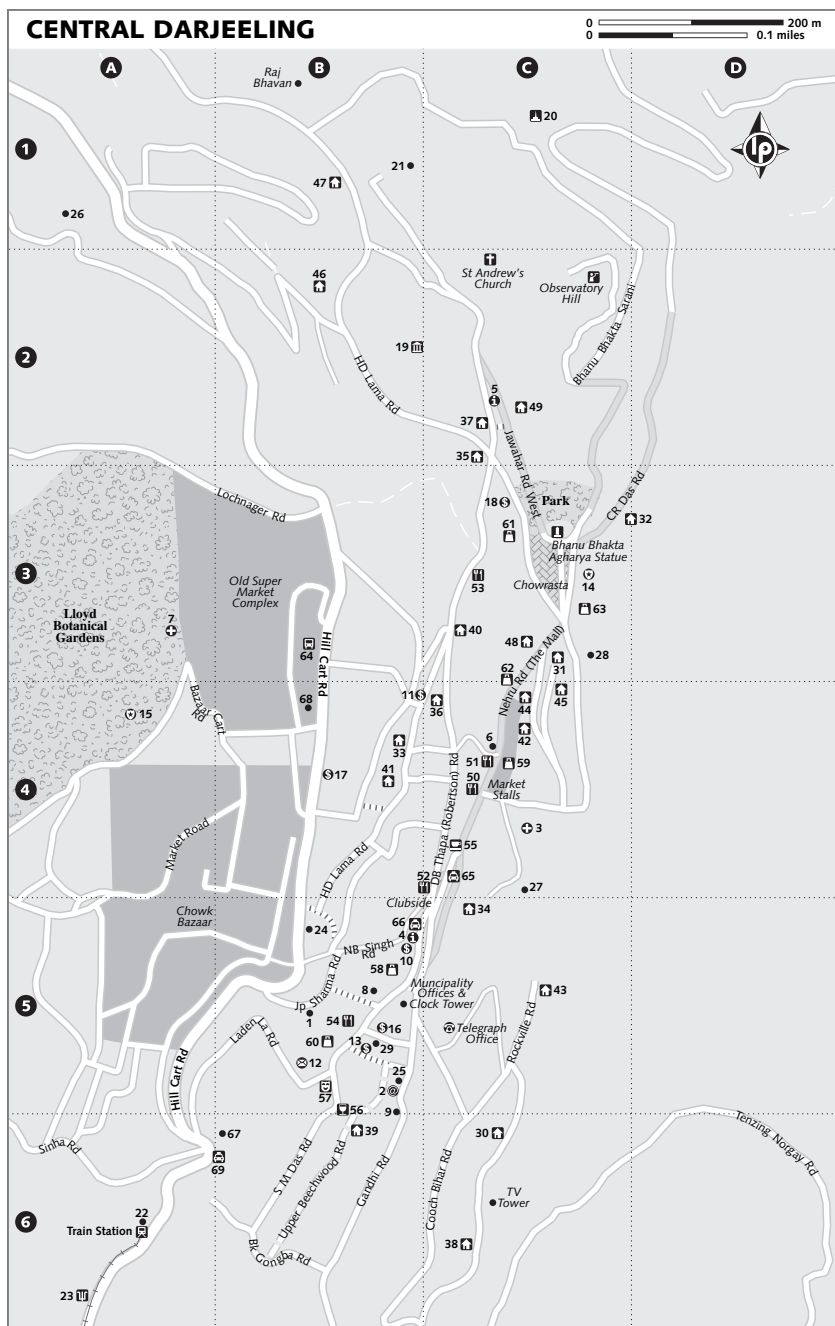 CENTRAL DARJEELING
0 200 m
0 0.1 miles
A B C D
Raj
Bhavan
20
1
lp
21
47
26
46
St Andrew's
Church
Observatory
Hill
Bhanu Bhakta Sarani
19
2
HD Lama Rd
5
49
37
Jawahar Rd West
35
Lochnager Rd
18
Park
CR Das Rd
32
61
Bhanu Bhakta
Agharya Statue
3
Old Super
Market
Complex
53
Chowrasta
14
Lloyd
Botanical
Gardens
7
63
40
64
Hill Cart Rd
48
28
31
62
Nehru Rd (The Mall)
11
36
44
45
68
15
Bazaar Cart
Rd
6
42
33
51
59
17
41
50
Market
Stalls
4
DB Thapa (Robertson) Rd
3
Market Road
55
HD Lama Rd
52
65
27
Clubside
34
Chowk
Bazaar
66
24
4
NB Singh
Rd
10
58
Jp Sharma Rd
8
43
Muncipality
Offices &
Clock Tower
5
1
54
16
Telegraph
Office
Rockville Rd
Laden La Rd
60
13
29
12
25
57
2
Hill Cart Rd
56
9
67
39
30
Tenzing Norgay Rd
Sinha Rd
69
S M Das Rd
Upper Beechwood Rd
Gandhi Rd
Cooch Bihar Rd
TV
Tower
22
6
Train Station
38
Bk Gongba Rd
23